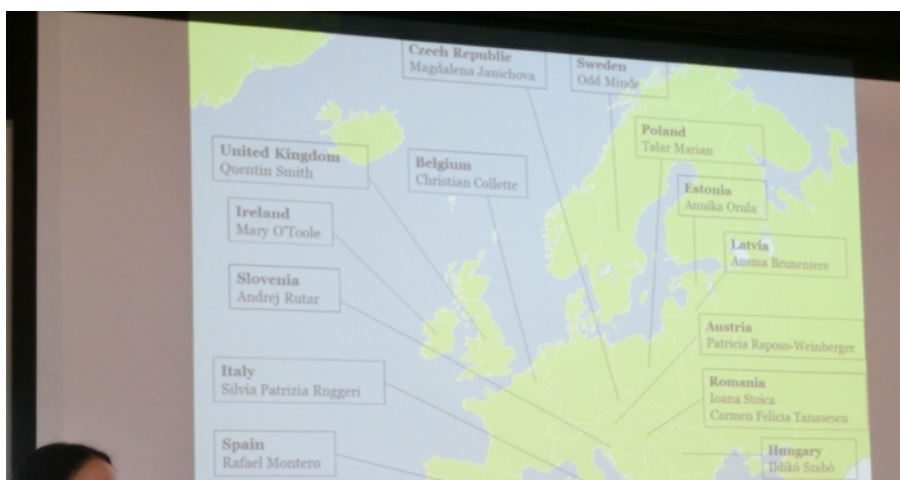 Czech Republic
Magdalena Janichova
Sweden
Odd Minde
Poland
Talar Marian
United Kingdom
Quentin Smith
Belgium
Christian Collette
Estonia
Annika Orula
Ireland
Mary O'Toole
Latvia
Ausma Bruneniece
Slovenia
Andrej Rutar
Austria
Patricia Raposo-Weinberger
Italy
Silvia Patrizia Ruggeri
Romania
Ioana Stoica
Carmen Felicia Tanasescu
Spain
Rafael Montero
Hungary
Ildikó Szabó